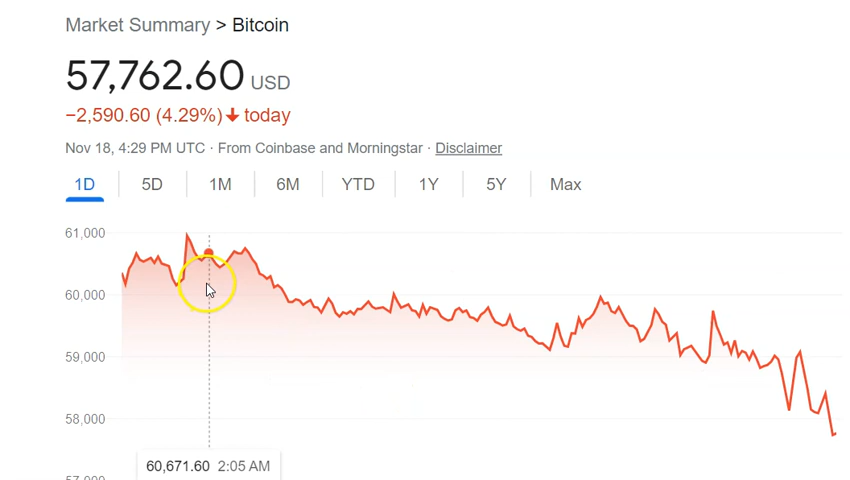 Market Summary > Bitcoin
57,762.60 USD
−2,590.60 (4.29%) ↓ today
Nov 18, 4:29 PM UTC · From Coinbase and Morningstar · Disclaimer
1D 5D 1M 6M YTD 1Y 5Y Max
61,000
60,000
59,000
58,000
60,671.60 2:05 AM
57,000